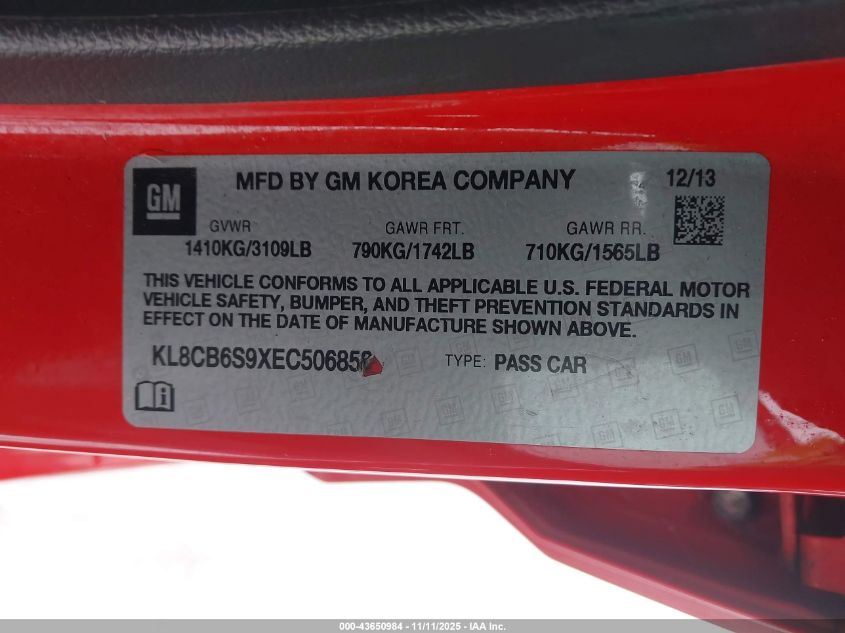 GM
MFD BY GM KOREA COMPANY 12/13
GVWR GAWR FRT. GAWR RR.
1410KG/3109LB 790KG/1742LB 710KG/1565LB
THIS VEHICLE CONFORMS TO ALL APPLICABLE U.S. FEDERAL MOTOR
VEHICLE SAFETY, BUMPER, AND THEFT PREVENTION STANDARDS IN
EFFECT ON THE DATE OF MANUFACTURE SHOWN ABOVE.
TYPE: PASS CAR
000-43650984 - 11/11/2025 - IAA Inc.